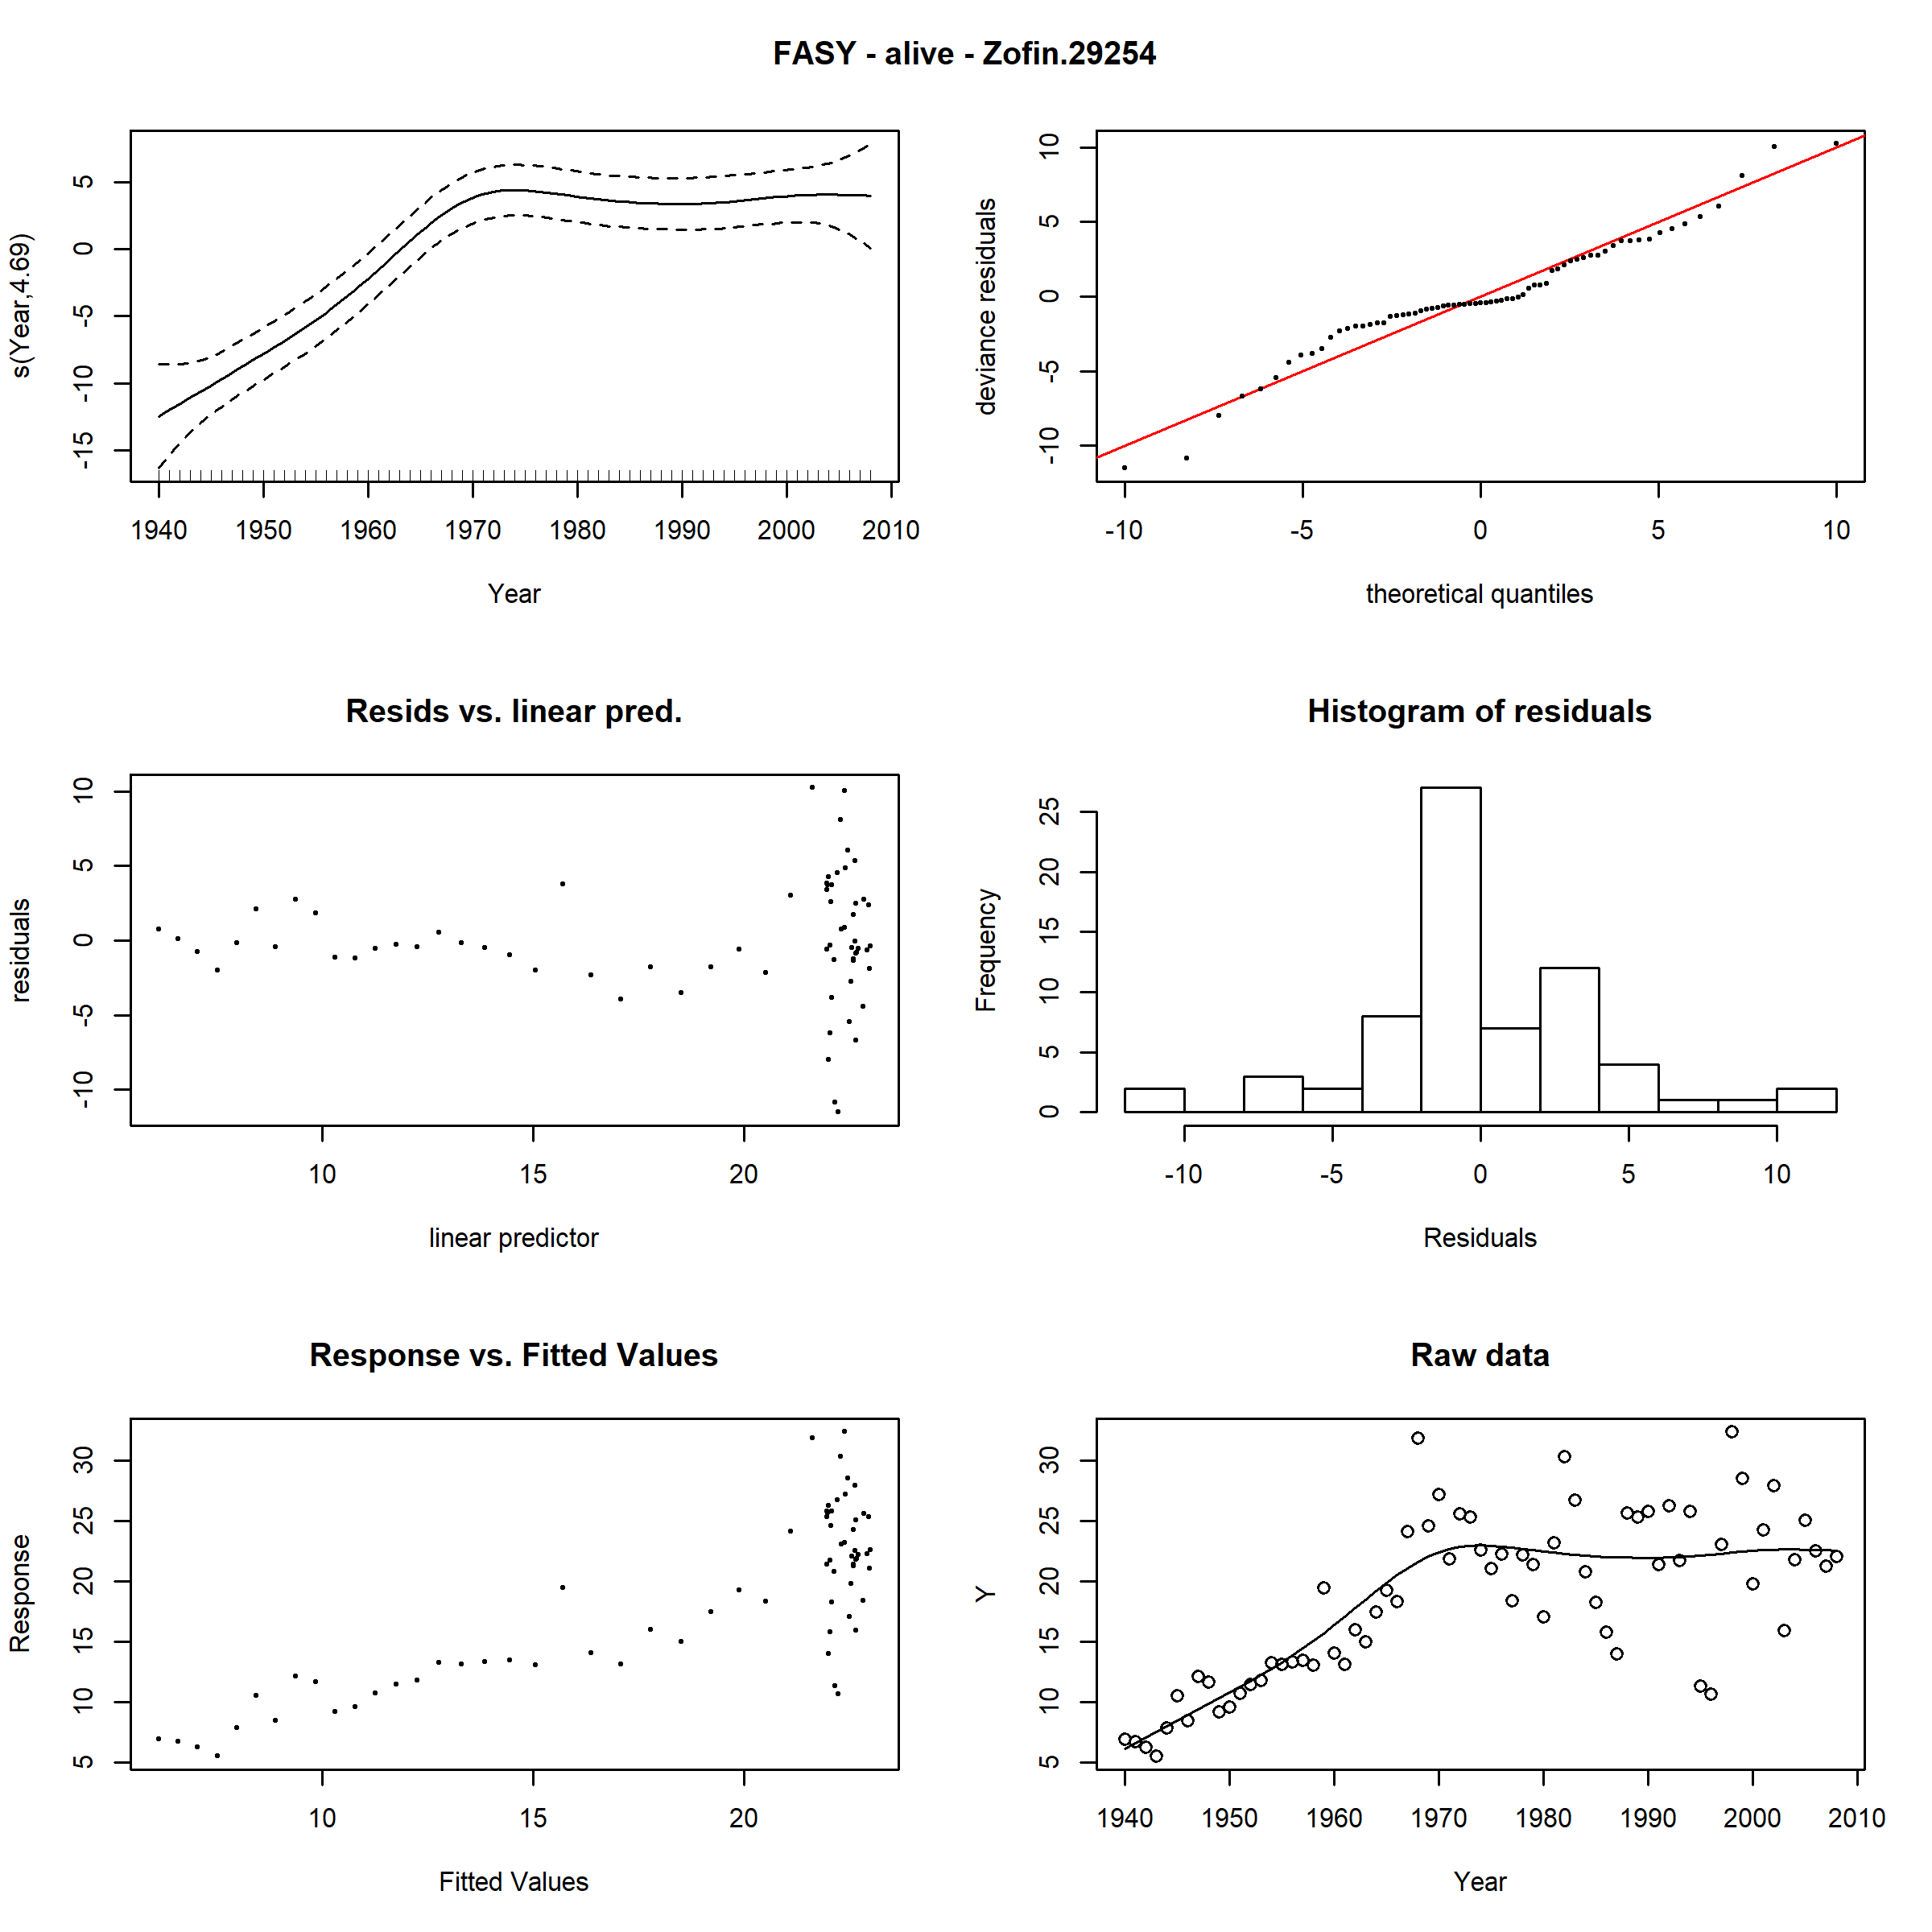 FASY - alive - Zofin.29254
s(Year,4.69)
5
0
-5
-10
-15
1940 1950 1960 1970 1980 1990 2000 2010
Year
deviance residuals
10
5
0
-5
-10
-10 -5 0 5 10
theoretical quantiles
Resids vs. linear pred.
residuals
10
5
0
-5
-10
10 15 20
linear predictor
Histogram of residuals
Frequency
25
20
15
10
5
0
-10 -5 0 5 10
Residuals
Response vs. Fitted Values
Response
30
25
20
15
10
5
10 15 20
Fitted Values
Raw data
Y
30
25
20
15
10
5
1940 1950 1960 1970 1980 1990 2000 2010
Year